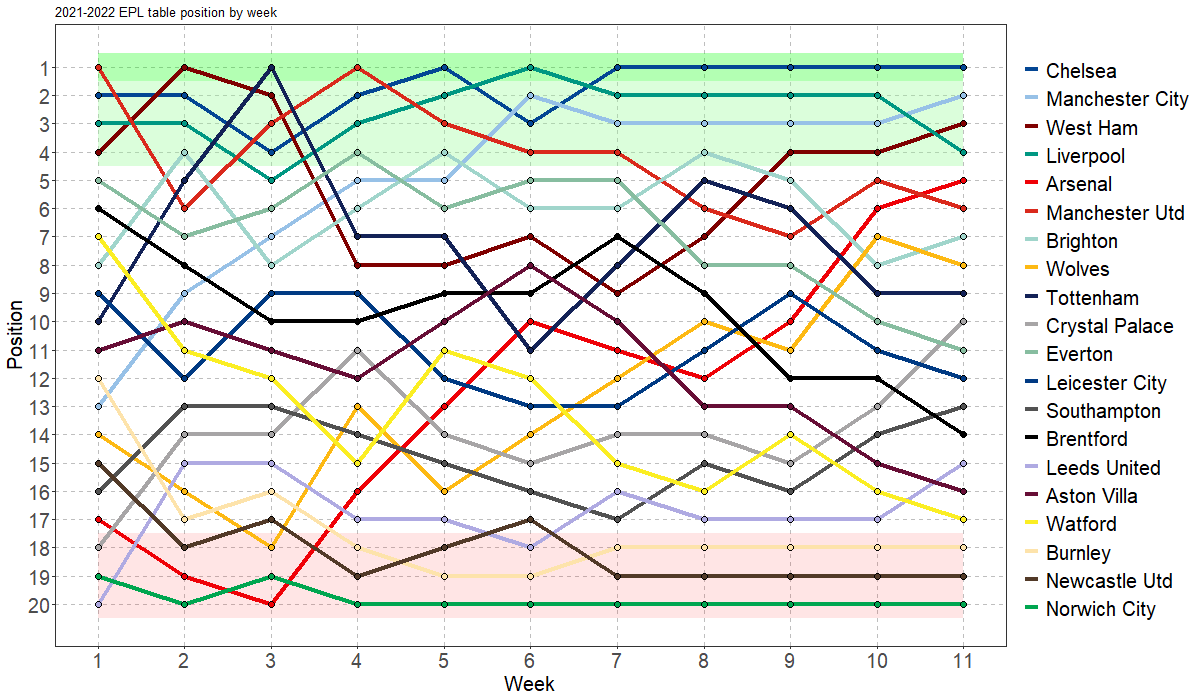 2021-2022 EPL table position by week
Position
1
2
3
4
5
6
7
8
9
10
11
12
13
14
15
16
17
18
19
20
1 2 3 4 5 6 7 8 9 10 11
Week
Chelsea
Manchester City
West Ham
Liverpool
Arsenal
Manchester Utd
Brighton
Wolves
Tottenham
Crystal Palace
Everton
Leicester City
Southampton
Brentford
Leeds United
Aston Villa
Watford
Burnley
Newcastle Utd
Norwich City